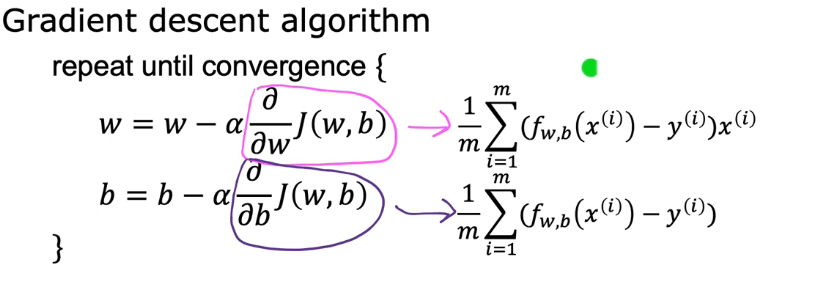 Gradient descent algorithm
repeat until convergence {
w = w − α ∂/∂w J(w, b) → 1/m ∑_{i=1}^{m} (f_{w,b}(x^{(i)}) − y^{(i)})x^{(i)}
b = b − α ∂/∂b J(w, b) → 1/m ∑_{i=1}^{m} (f_{w,b}(x^{(i)}) − y^{(i)})
}